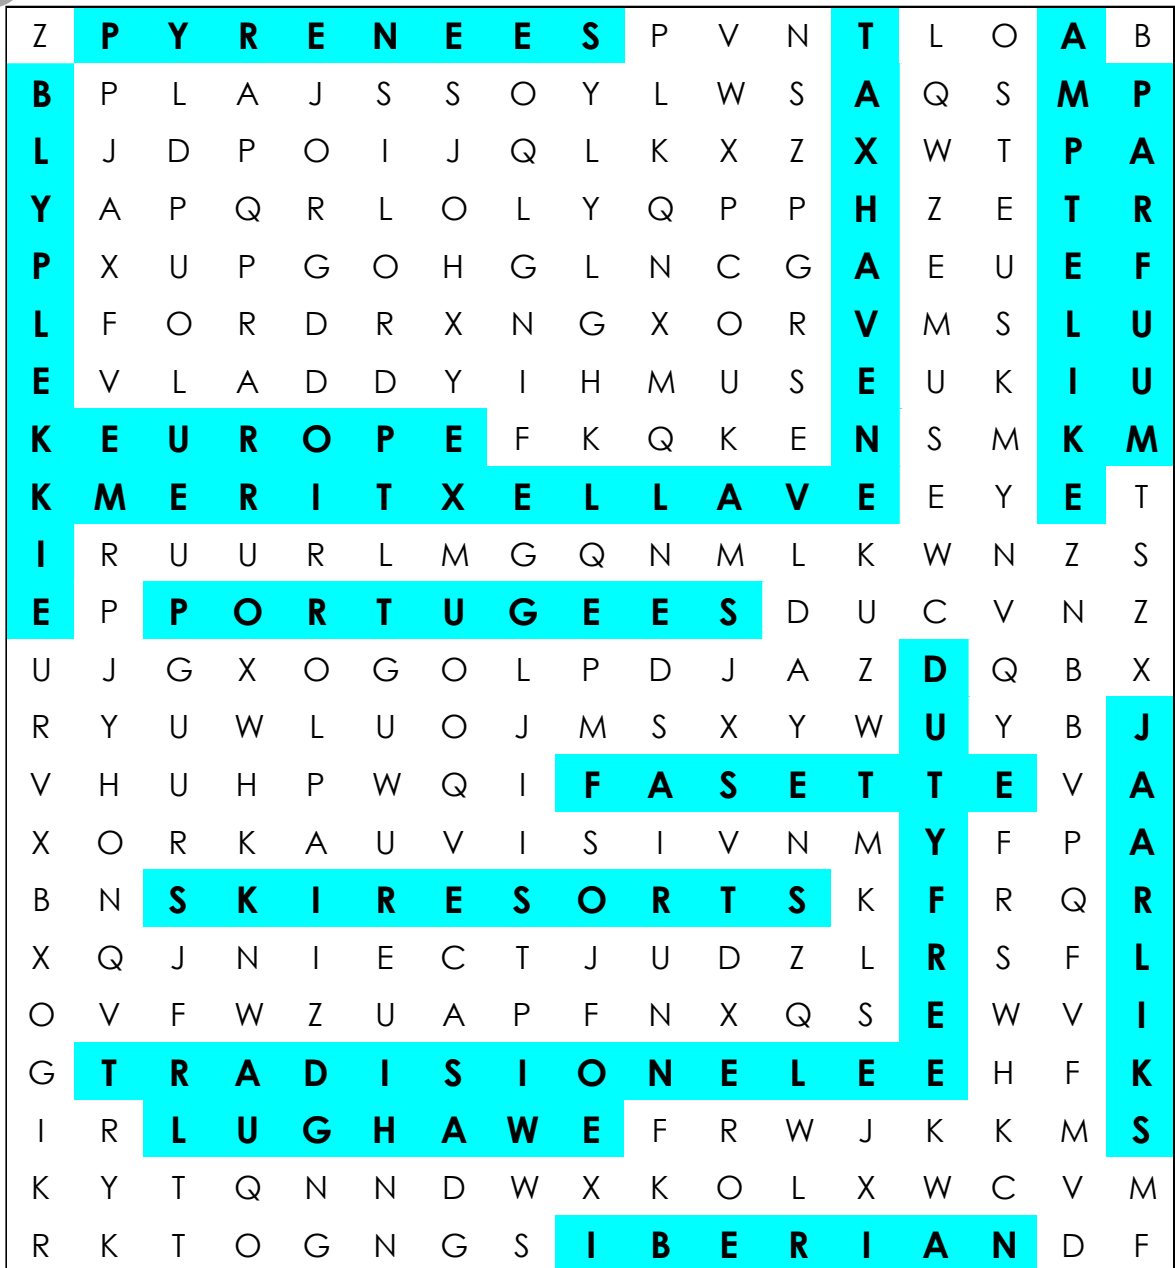 Z P Y R E N E E S P V N T L O A B
B P L A J S S O Y L W S A Q S M P
L J D P O I J Q L K X Z X W T P A
Y A P Q R L O L Y Q P P H Z E T R
P X U P G O H G L N C G A E U E F
L F O R D R X N G X O R V M S L U
E V L A D D Y I H M U S E U K I U
K E U R O P E F K Q K E N S M K M
K M E R I T X E L L A V E E Y E T
I R U U R L M G Q N M L K W N Z S
E P P O R T U G E E S D U C V N Z
U J G X O G O L P D J A Z D Q B X
R Y U W L U O J M S X Y W U Y B J
V H U H P W Q I F A S E T T E V A
X O R K A U V I S I V N M Y F P A
B N S K I R E S O R T S K F R Q R
X Q J N I E C T J U D Z L R S F L
O V F W Z U A P F N X Q S E W V I
G T R A D I S I O N E L E E H F K
I R L U G H A W E F R W J K K M S
K Y T Q N N D W X K O L X W C V M
R K T O G N G S I B E R I A N D F